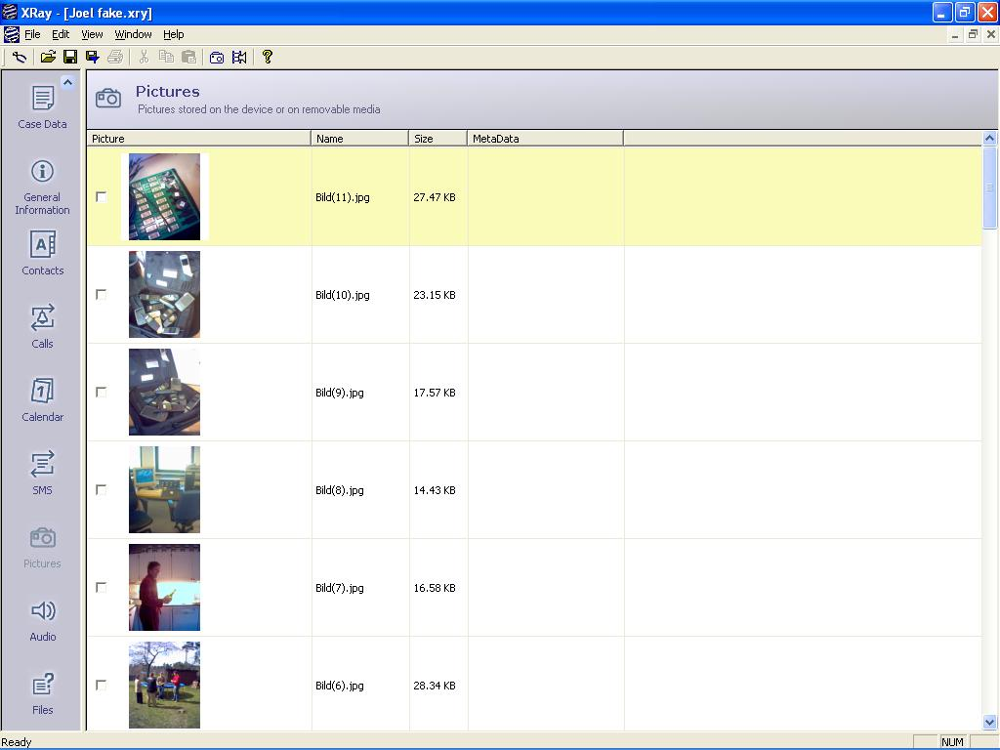 XRay - [Joel fake.xry]
File Edit View Window Help
Case Data
General
Information
Contacts
Calls
Calendar
SMS
Pictures
Audio
Files
Pictures
Pictures stored on the device or on removable media
Picture Name Size MetaData
Bild(11).jpg 27.47 KB
Bild(10).jpg 23.15 KB
Bild(9).jpg 17.57 KB
Bild(8).jpg 14.43 KB
Bild(7).jpg 16.58 KB
Bild(6).jpg 28.34 KB
Ready NUM